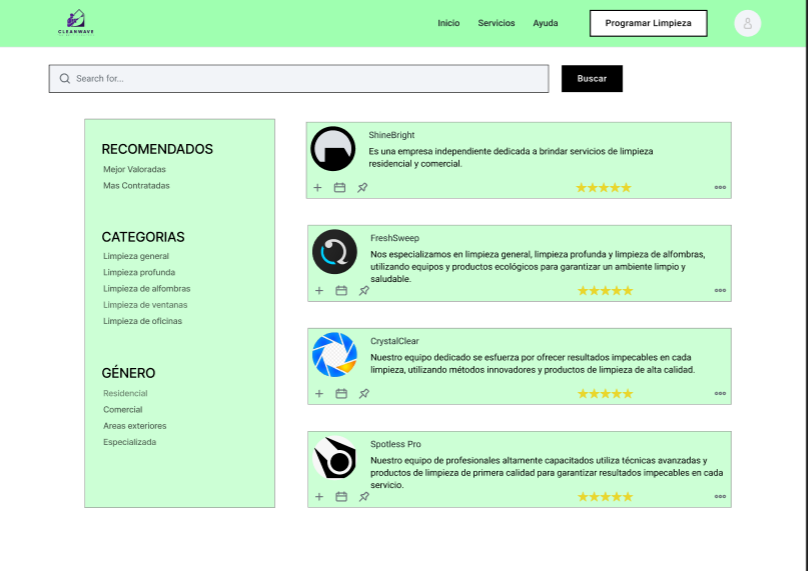 CLEANWAVE
Inicio
Servicios
Ayuda
Programar Limpieza
Search for...
Buscar
RECOMENDADOS
Mejor Valoradas
Mas Contratadas
CATEGORIAS
Limpieza general
Limpieza profunda
Limpieza de alfombras
Limpieza de ventanas
Limpieza de oficinas
GÉNERO
Residencial
Comercial
Areas exteriores
Especializada
ShineBright
Es una empresa independiente dedicada a brindar servicios de limpieza
residencial y comercial.
FreshSweep
Nos especializamos en limpieza general, limpieza profunda y limpieza de alfombras,
utilizando equipos y productos ecológicos para garantizar un ambiente limpio y
saludable.
CrystalClear
Nuestro equipo dedicado se esfuerza por ofrecer resultados impecables en cada
limpieza, utilizando métodos innovadores y productos de limpieza de alta calidad.
Spotless Pro
Nuestro equipo de profesionales altamente capacitados utiliza técnicas avanzadas y
productos de limpieza de primera calidad para garantizar resultados impecables en cada
servicio.